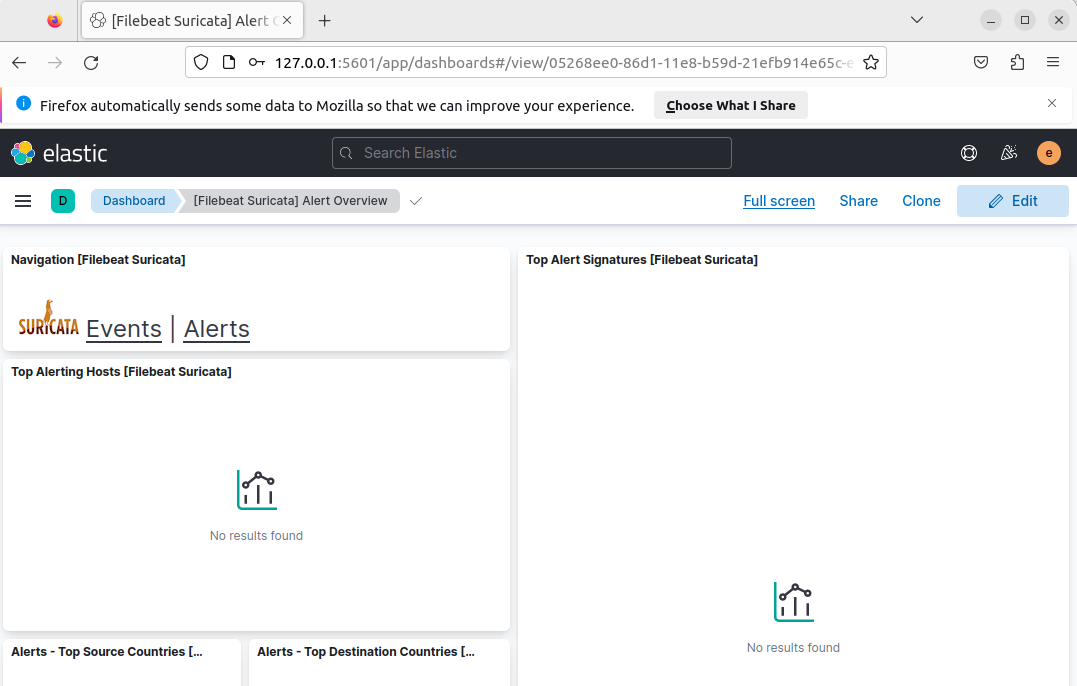 [Filebeat Suricata] Alert
127.0.0.1:5601/app/dashboards#/view/05268ee0-86d1-11e8-b59d-21efb914e65c-e
Firefox automatically sends some data to Mozilla so that we can improve your experience.
Choose What I Share
elastic
Search Elastic
e
D
Dashboard
[Filebeat Suricata] Alert Overview
Full screen
Share
Clone
Edit
Navigation [Filebeat Suricata]
SURICATA
Events | Alerts
Top Alerting Hosts [Filebeat Suricata]
No results found
Alerts - Top Source Countries [...
Alerts - Top Destination Countries [...
Top Alert Signatures [Filebeat Suricata]
No results found